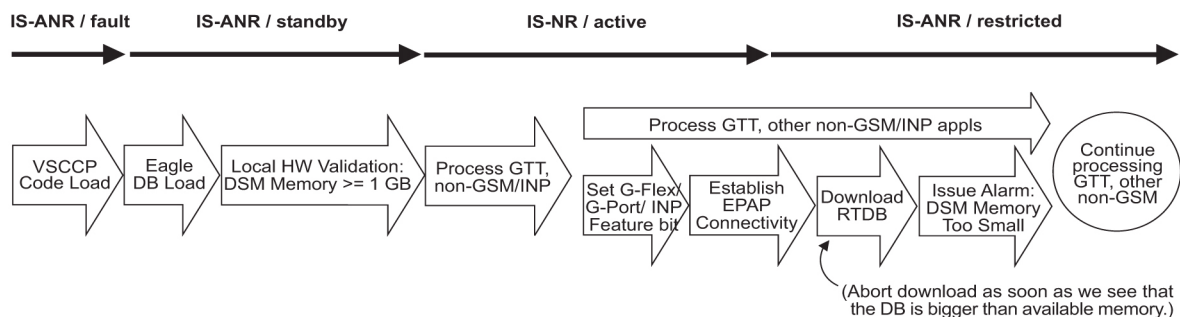 IS-ANR / fault
IS-ANR / standby
IS-NR / active
IS-ANR / restricted
VSCCP
Code Load
Eagle
DB Load
Local HW Validation:
DSM Memory >= 1 GB
Process GTT,
non-GSM/INP
Process GTT, other non-GSM/INP appls
Set G-Flex/
G-Port/ INP
Feature bit
Establish
EPAP
Connectivity
Download
RTDB
Issue Alarm:
DSM Memory
Too Small
Continue
processing
GTT, other
non-GSM
(Abort download as soon as we see that
the DB is bigger than available memory.)